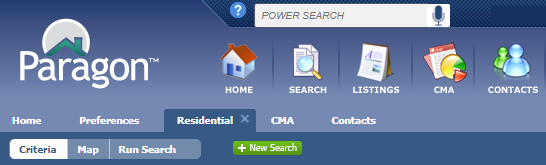 ? POWER SEARCH
Paragon™
HOME SEARCH LISTINGS CMA CONTACTS
Home Preferences Residential × CMA Contacts
Criteria Map Run Search + New Search